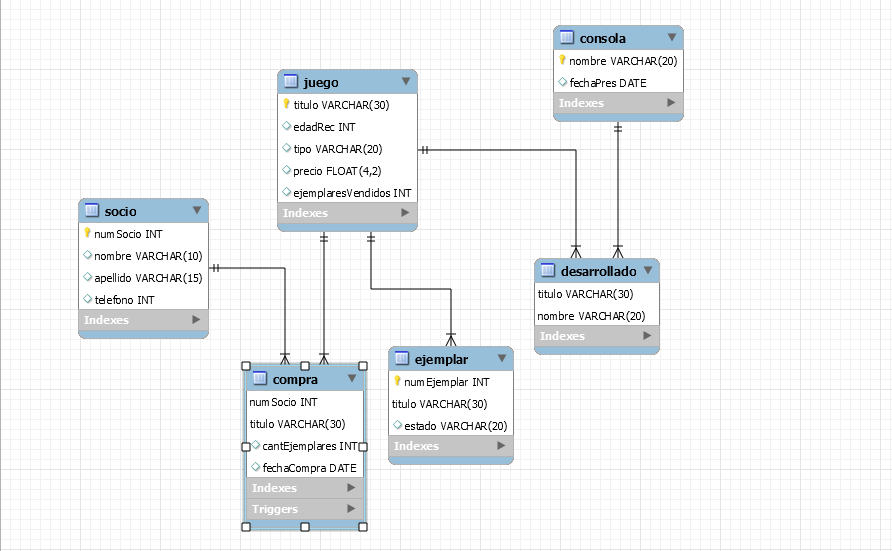 consola
nombre VARCHAR(20)
fechaPres DATE
Indexes
juego
titulo VARCHAR(30)
edadRec INT
tipo VARCHAR(20)
precio FLOAT(4,2)
ejemplaresVendidos INT
Indexes
socio
numSocio INT
nombre VARCHAR(10)
apellido VARCHAR(15)
telefono INT
Indexes
desarrollado
titulo VARCHAR(30)
nombre VARCHAR(20)
Indexes
compra
numSocio INT
titulo VARCHAR(30)
cantEjemplares INT
fechaCompra DATE
Indexes
Triggers
ejemplar
numEjemplar INT
titulo VARCHAR(30)
estado VARCHAR(20)
Indexes